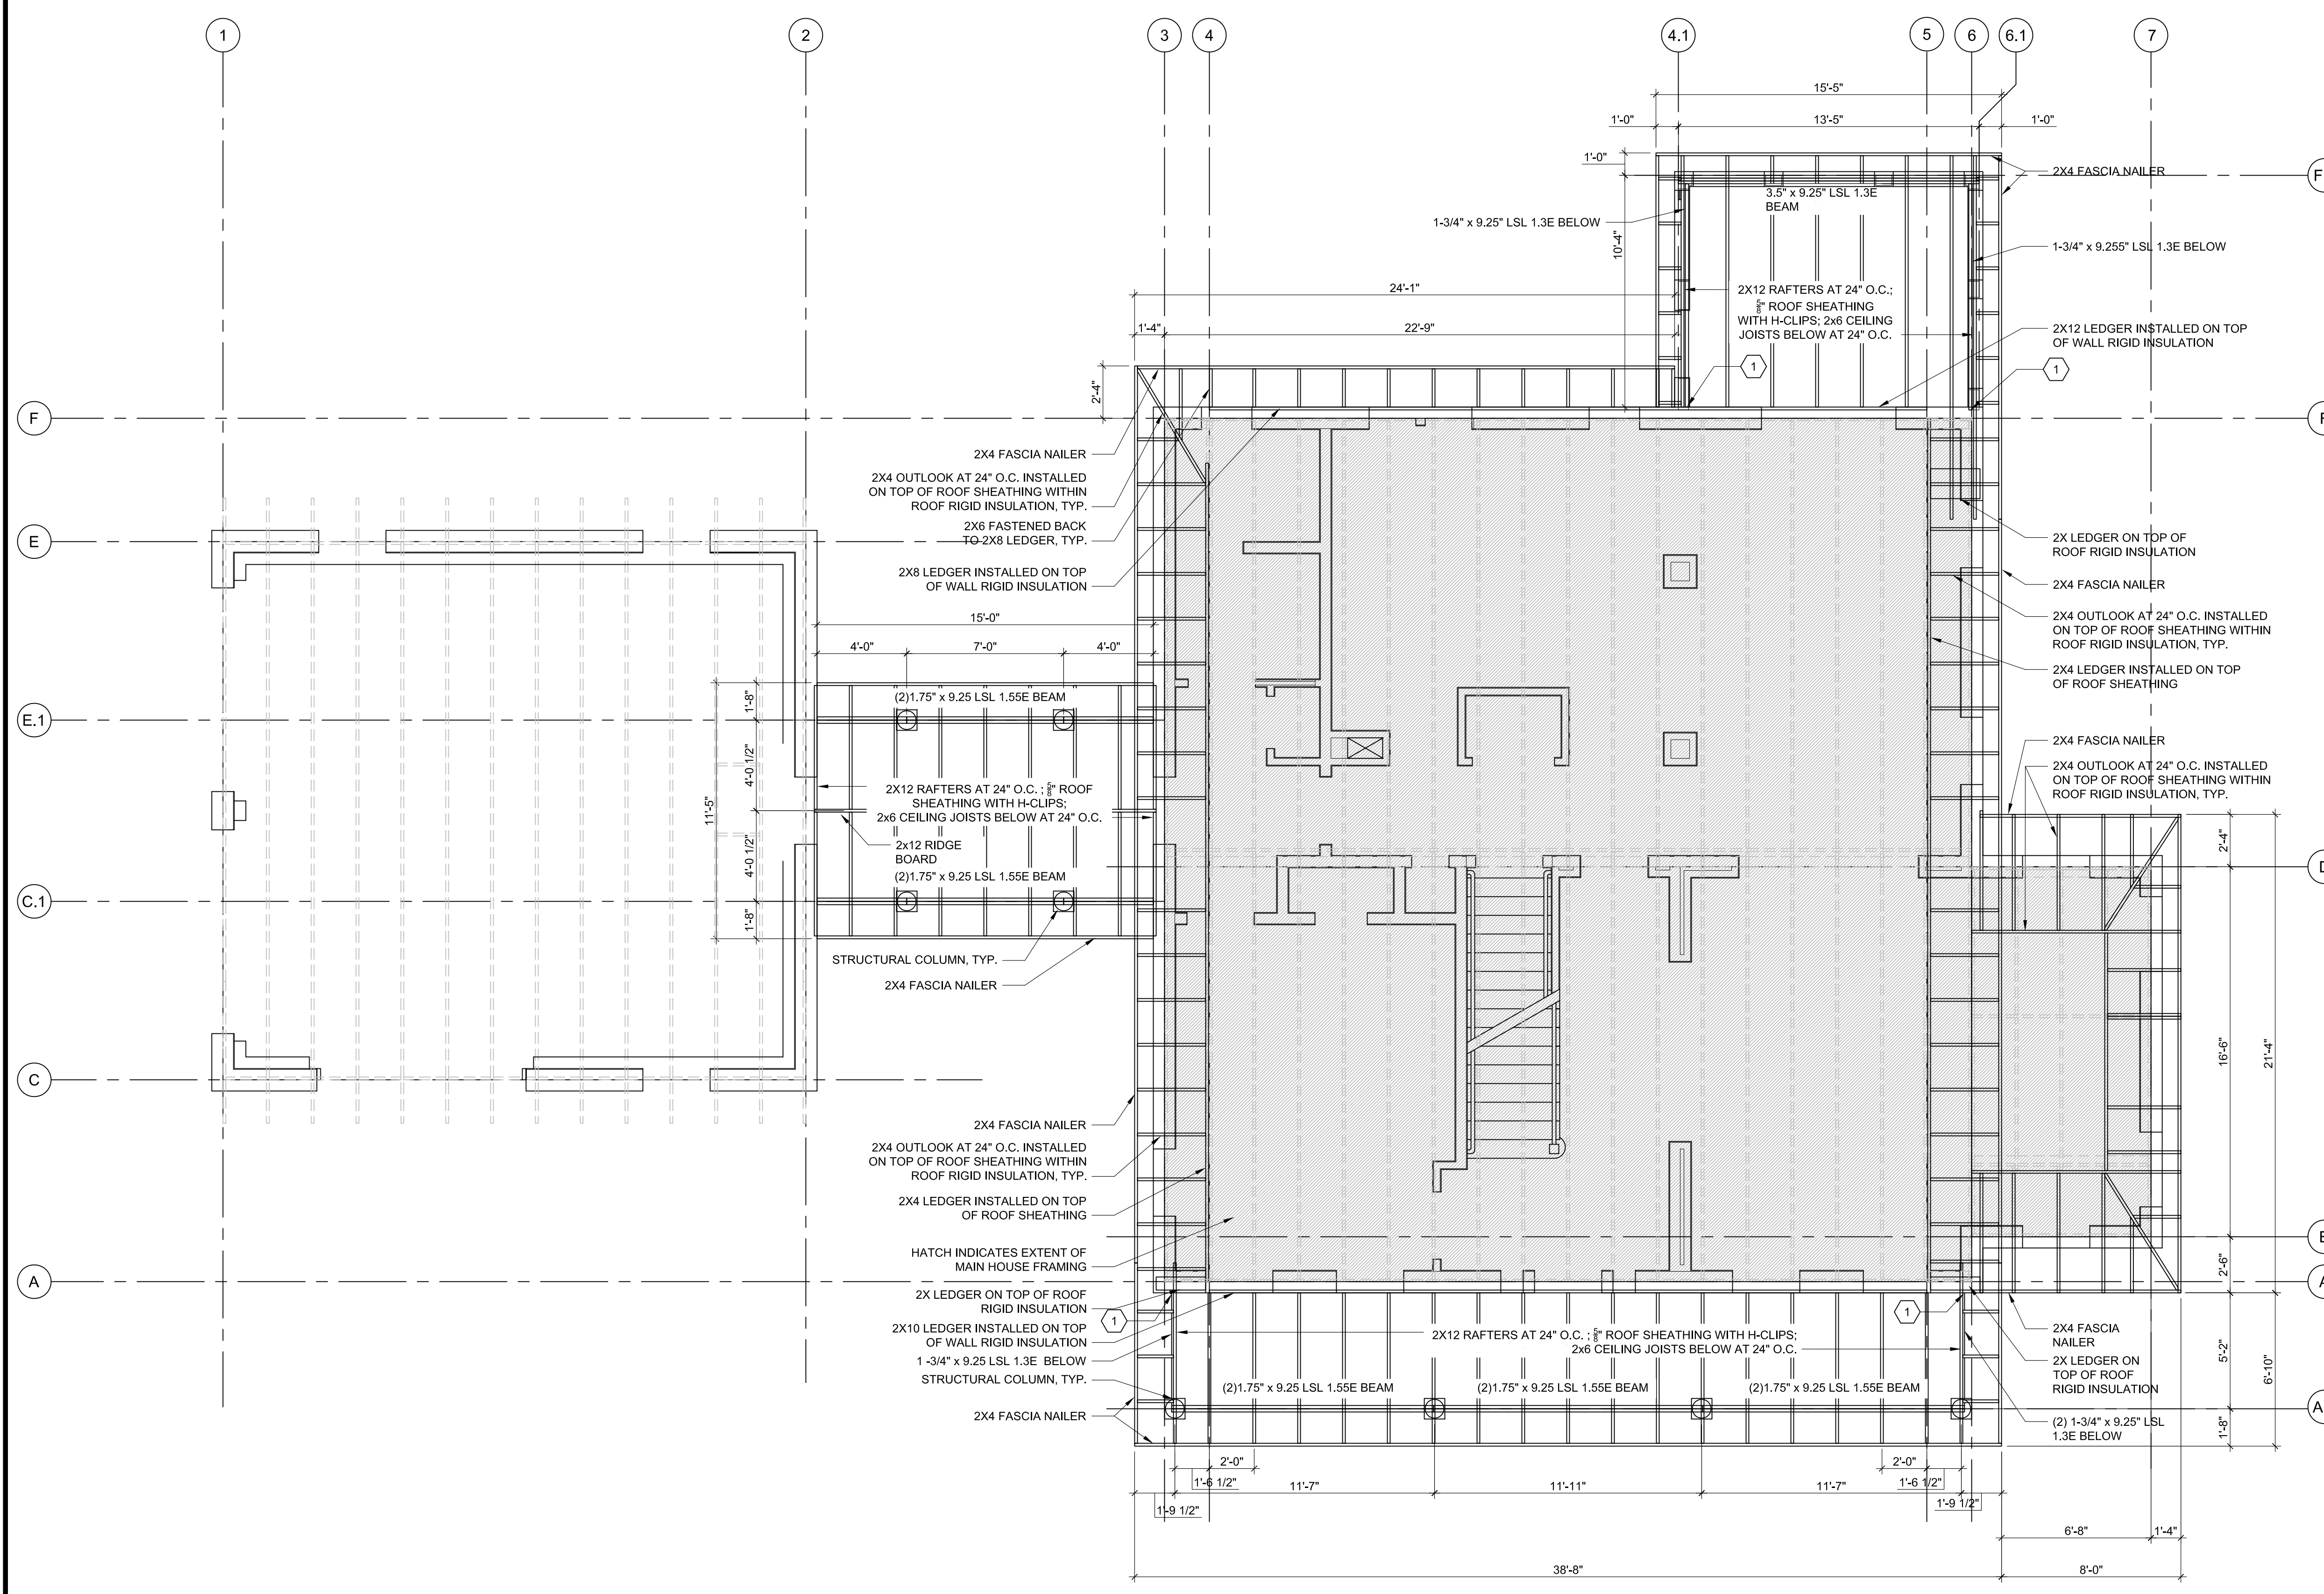 1
2
3
4
4.1
5
6
6.1
7
15'-5"
1'-0"
13'-5"
1'-0"
1'-0"
2X4 FASCIA NAILER
F
3.5" x 9.25" LSL 1.3E
BEAM
1-3/4" x 9.25" LSL 1.3E BELOW
10'-4"
1-3/4" x 9.255" LSL 1.3E BELOW
24'-1"
2X12 RAFTERS AT 24" O.C.;
5/8" ROOF SHEATHING
WITH H-CLIPS; 2x6 CEILING
JOISTS BELOW AT 24" O.C.
1'-4"
22'-9"
2X12 LEDGER INSTALLED ON TOP
OF WALL RIGID INSULATION
1
1
2'-4"
F
2X4 FASCIA NAILER
2X4 OUTLOOK AT 24" O.C. INSTALLED
ON TOP OF ROOF SHEATHING WITHIN
ROOF RIGID INSULATION, TYP.
2X6 FASTENED BACK
TO 2X8 LEDGER, TYP.
2X8 LEDGER INSTALLED ON TOP
OF WALL RIGID INSULATION
E
2X LEDGER ON TOP OF
ROOF RIGID INSULATION
2X4 FASCIA NAILER
2X4 OUTLOOK AT 24" O.C. INSTALLED
ON TOP OF ROOF SHEATHING WITHIN
ROOF RIGID INSULATION, TYP.
2X4 LEDGER INSTALLED ON TOP
OF ROOF SHEATHING
15'-0"
4'-0"
7'-0"
4'-0"
1'-8"
(2)1.75" x 9.25 LSL 1.55E BEAM
E.1
2X4 FASCIA NAILER
2X4 OUTLOOK AT 24" O.C. INSTALLED
ON TOP OF ROOF SHEATHING WITHIN
ROOF RIGID INSULATION, TYP.
4'-0 1/2"
11'-5"
2X12 RAFTERS AT 24" O.C. ; 5/8" ROOF
SHEATHING WITH H-CLIPS;
2x6 CEILING JOISTS BELOW AT 24" O.C.
2x12 RIDGE
BOARD
4'-0 1/2"
(2)1.75" x 9.25 LSL 1.55E BEAM
2'-4"
D
C.1
1'-8"
STRUCTURAL COLUMN, TYP.
2X4 FASCIA NAILER
16'-6"
21'-4"
C
2X4 FASCIA NAILER
2X4 OUTLOOK AT 24" O.C. INSTALLED
ON TOP OF ROOF SHEATHING WITHIN
ROOF RIGID INSULATION, TYP.
2X4 LEDGER INSTALLED ON TOP
OF ROOF SHEATHING
HATCH INDICATES EXTENT OF
MAIN HOUSE FRAMING
2'-6"
A
A
2X LEDGER ON TOP OF ROOF
RIGID INSULATION
1
1
2X10 LEDGER INSTALLED ON TOP
OF WALL RIGID INSULATION
2X12 RAFTERS AT 24" O.C. ; 5/8" ROOF SHEATHING WITH H-CLIPS;
2x6 CEILING JOISTS BELOW AT 24" O.C.
2X4 FASCIA
NAILER
5'-2"
1 -3/4" x 9.25 LSL 1.3E BELOW
STRUCTURAL COLUMN, TYP.
2X LEDGER ON
TOP OF ROOF
RIGID INSULATION
6'-10"
(2)1.75" x 9.25 LSL 1.55E BEAM
(2)1.75" x 9.25 LSL 1.55E BEAM
(2)1.75" x 9.25 LSL 1.55E BEAM
2X4 FASCIA NAILER
(2) 1-3/4" x 9.25" LSL
1.3E BELOW
1'-8"
2'-0"
2'-0"
1'-6 1/2"
11'-7"
11'-11"
11'-7"
1'-6 1/2"
1'-9 1/2"
1'-9 1/2"
6'-8"
1'-4"
38'-8"
8'-0"